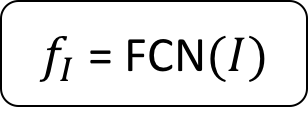 f_I = FCN(I)